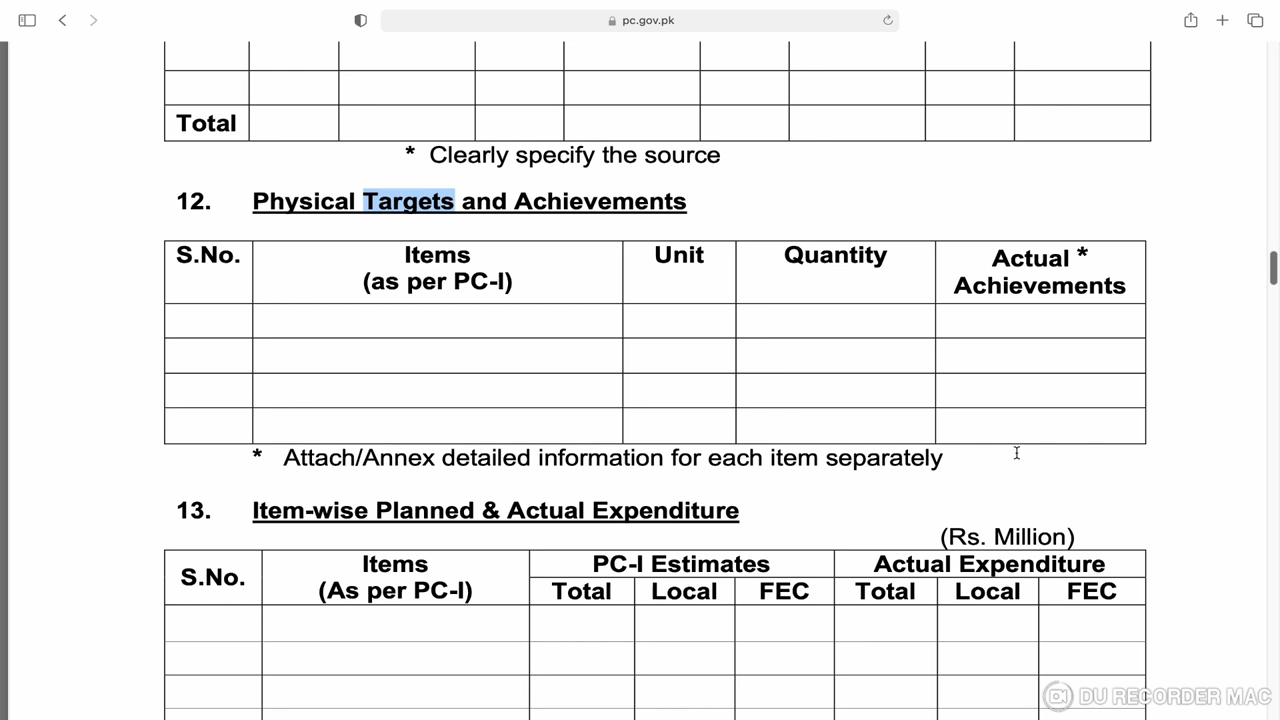 pc.gov.pk
Total
* Clearly specify the source
12. Physical Targets and Achievements
S.No. Items Unit Quantity Actual *
(as per PC-I) Achievements
* Attach/Annex detailed information for each item separately
13. Item-wise Planned & Actual Expenditure
(Rs. Million)
S.No. Items PC-I Estimates Actual Expenditure
(As per PC-I) Total Local FEC Total Local FEC
DU RECORDER MAC